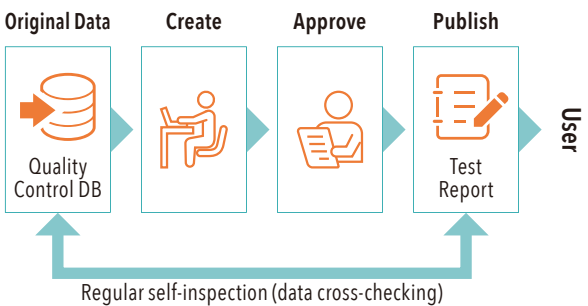 Original Data
Create
Approve
Publish
Quality
Control DB
Test
Report
User
Regular self-inspection (data cross-checking)